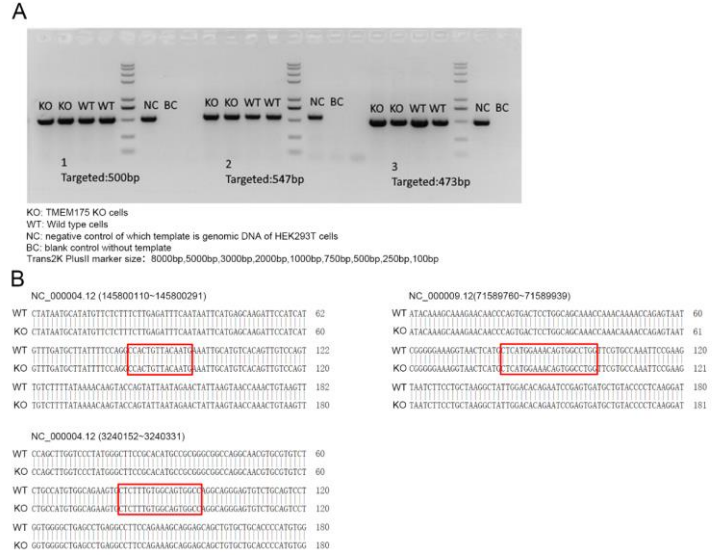 A
KO KO WT WT NC BC
KO KO WT WT NC BC
KO KO WT WT NC BC
1
Targeted:500bp
2
Targeted:547bp
3
Targeted:473bp
KO: TMEM175 KO cells
WT: Wild type cells
NC: negative control of which template is genomic DNA of HEK293T cells
BC: blank control without template
Trans2K PlusII marker size: 8000bp,5000bp,3000bp,2000bp,1000bp,750bp,500bp,250bp,100bp
B
NC_000004.12 (145800110~145800291)
WT CTATAATGCATATGTTCTCTTTCTTGAGATTTCAATAATTCATGAGCAAGATTCCATCAT 62
KO CTATAATGCATATGTTCTCTTTCTTGAGATTTCAATAATTCATGAGCAAGATTCCATCAT 60
WT GTTTGATGCTTATTTTCCAGGCCACTGTTACAATGAAATTGCATGTCACAGTTGTCCAGT 122
KO GTTTGATGCTTATTTTCCAGGCCACTGTTACAATGAAATTGCATGTCACAGTTGTCCAGT 120
WT TGTCTTTTATAAAACAAGTACCAGTATTAATAGAACTATTAGTAACCAAACTGTAAGTT 182
KO TGTCTTTTATAAAACAAGTACCAGTATTAATAGAACTATTAGTAACCAAACTGTAAGTT 180
NC_000009.12(71589760~71589939)
WT ATACAAAGCAAAGAACAACCCAGTGACTCCTGGCAGCAAACCAAACAAAACCAGAGTAAT 60
KO ATACAAAGCAAAGAACAACCCAGTGACTCCTGGCAGCAAACCAAACAAAACCAGAGTAAT 61
WT CGGGGGAAAGGTAACTCATGCTCATGGAAACAGTGGCCTGGTTCGTGCCAAATTCCGAAG 120
KO CGGGGGAAAGGTAACTCATGCTCATGGAAACAGTGGCCTGGTTCGTGCCAAATTCCGAAG 121
WT TAATCTTCCTGCTAAGGCTATTGGACACAGAATCCGAGTGATGCTGTACCCCTCAAGGAT 180
KO TAATCTTCCTGCTAAGGCTATTGGACACAGAATCCGAGTGATGCTGTACCCCTCAAGGAT 181
NC_000004.12 (3240152~3240331)
WT CCAGCTTGGTCCCTATGGGCTTCCGCACATGCCGCGGGCGGCCAGGCAACGTGCGTGTCT 60
KO CCAGCTTGGTCCCTATGGGCTTCCGCACATGCCGCGGGCGGCCAGGCAACGTGCGTGTCT 60
WT CTGCCATGTGGCAGAAGTGCTCTTTGTGGCAGTGGCCAGGCAGGGAGTGTCTGCAGTCCT 120
KO CTGCCATGTGGCAGAAGTGCTCTTTGTGGCAGTGGCCAGGCAGGGAGTGTCTGCAGTCCT 120
WT GGTGGGGCTGAGCCTGAGGCCTTCCAGAAAGCAGGAGCAGCTGTGCTGCACCCCATGTGG 180
KO GGTGGGGCTGAGCCTGAGGCCTTCCAGAAAGCAGGAGCAGCTGTGCTGCACCCCATGTGG 180